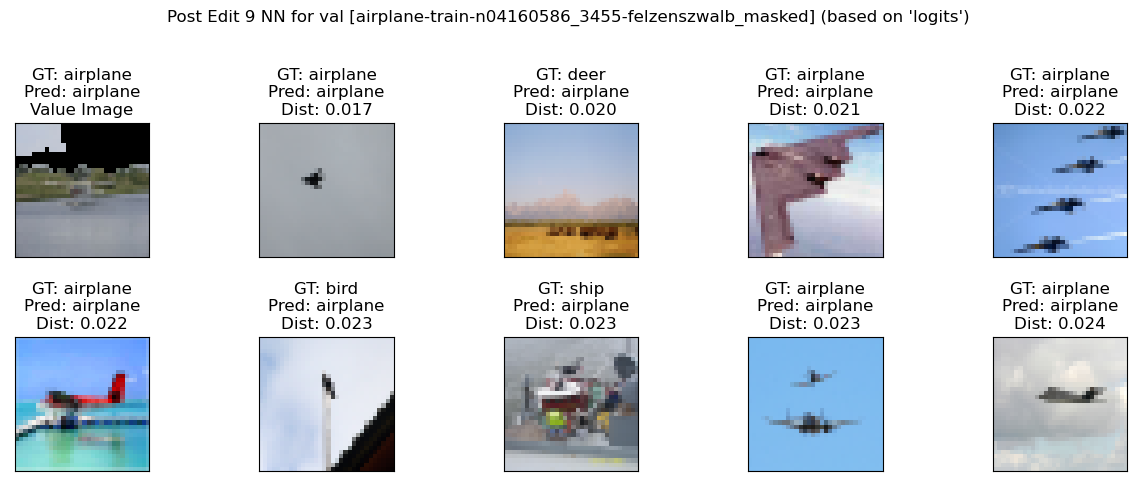 Post Edit 9 NN for val [airplane-train-n04160586_3455-felzenszwalb_masked] (based on 'logits')
GT: airplane
Pred: airplane
Value Image
GT: airplane
Pred: airplane
Dist: 0.017
GT: deer
Pred: airplane
Dist: 0.020
GT: airplane
Pred: airplane
Dist: 0.021
GT: airplane
Pred: airplane
Dist: 0.022
GT: airplane
Pred: airplane
Dist: 0.022
GT: bird
Pred: airplane
Dist: 0.023
GT: ship
Pred: airplane
Dist: 0.023
GT: airplane
Pred: airplane
Dist: 0.023
GT: airplane
Pred: airplane
Dist: 0.024